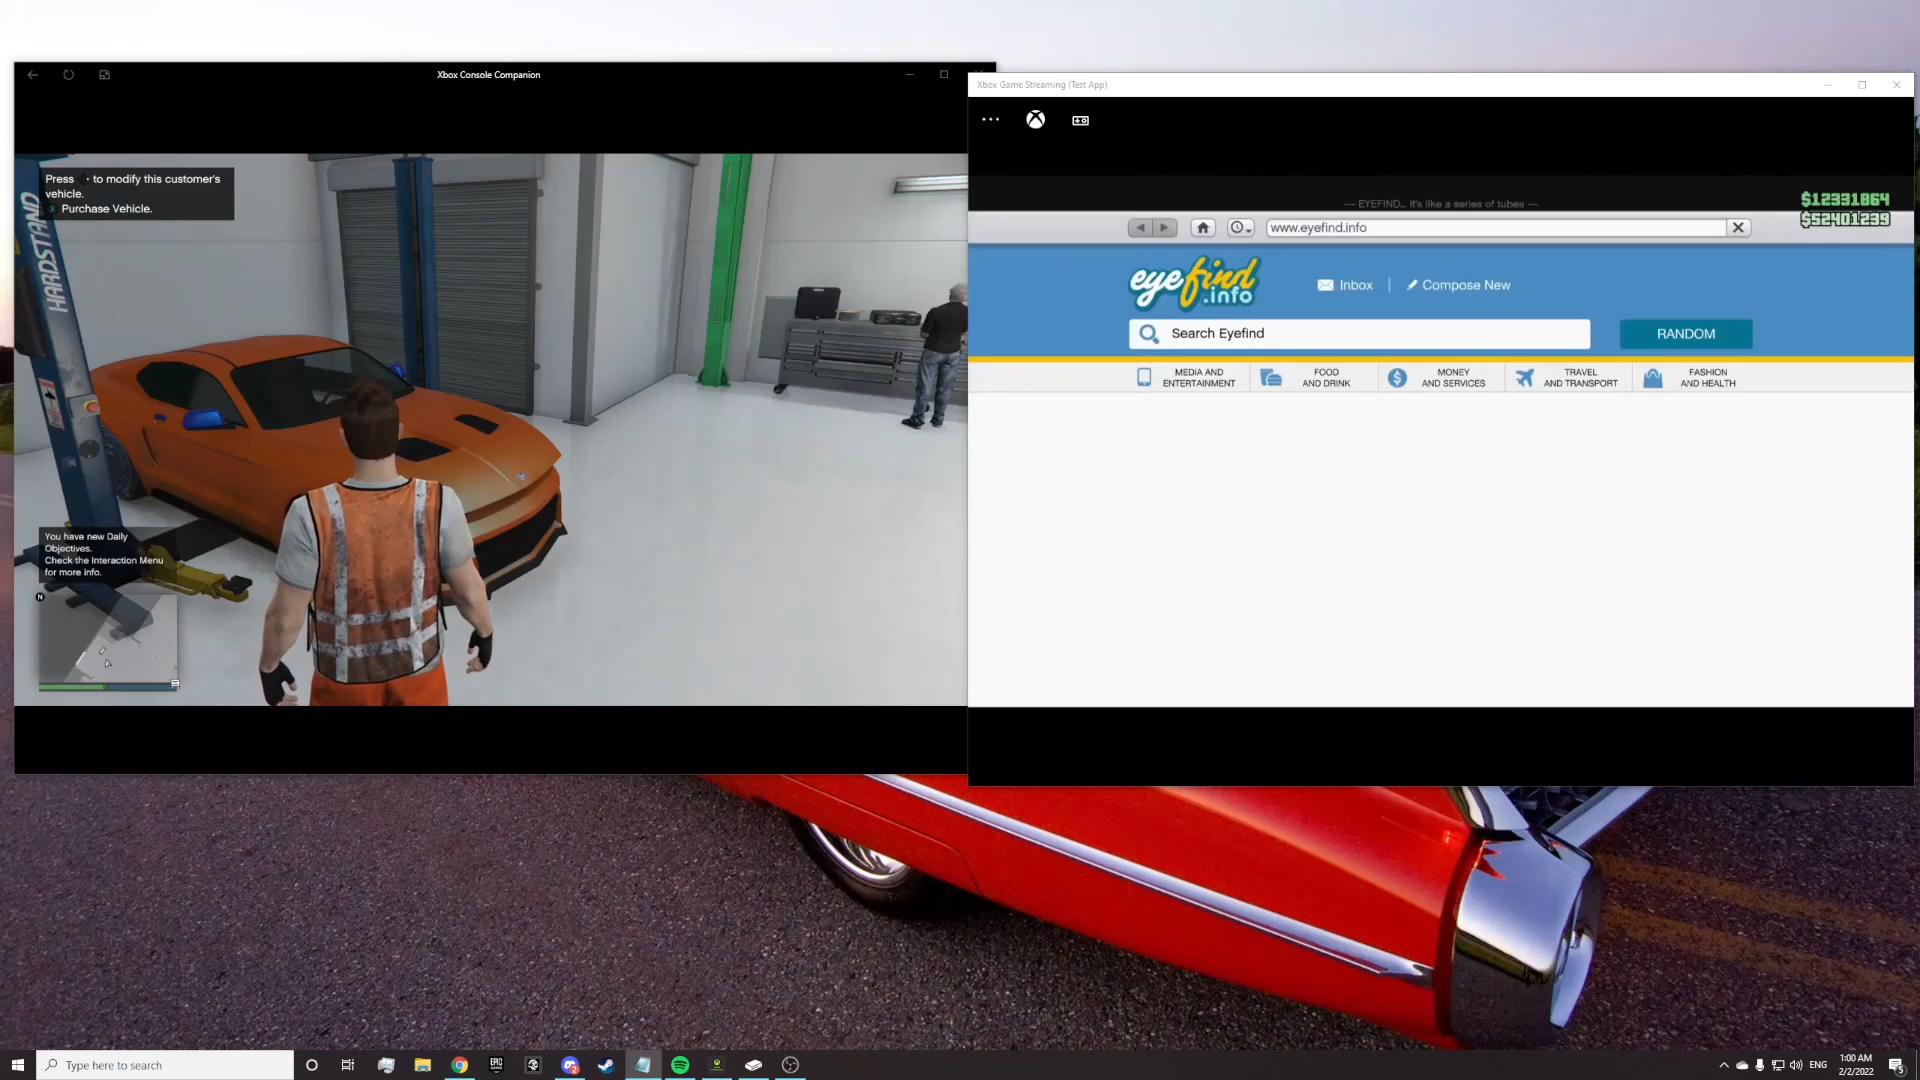 Xbox Console Companion
Press to modify this customer's
vehicle.
X Purchase Vehicle.
HARDSTAND
You have new Daily
Objectives.
Check the Interaction Menu
for more info.
N
Xbox Game Streaming (Test App)
--- EYEFIND... It's like a series of tubes ---
$12331864
$52401239
www.eyefind.info
eyefind
.info
Inbox
Compose New
Search Eyefind
RANDOM
MEDIA AND
ENTERTAINMENT
FOOD
AND DRINK
MONEY
AND SERVICES
TRAVEL
AND TRANSPORT
FASHION
AND HEALTH
Type here to search
EPIC
ENG
1:00 AM
2/2/2022
5